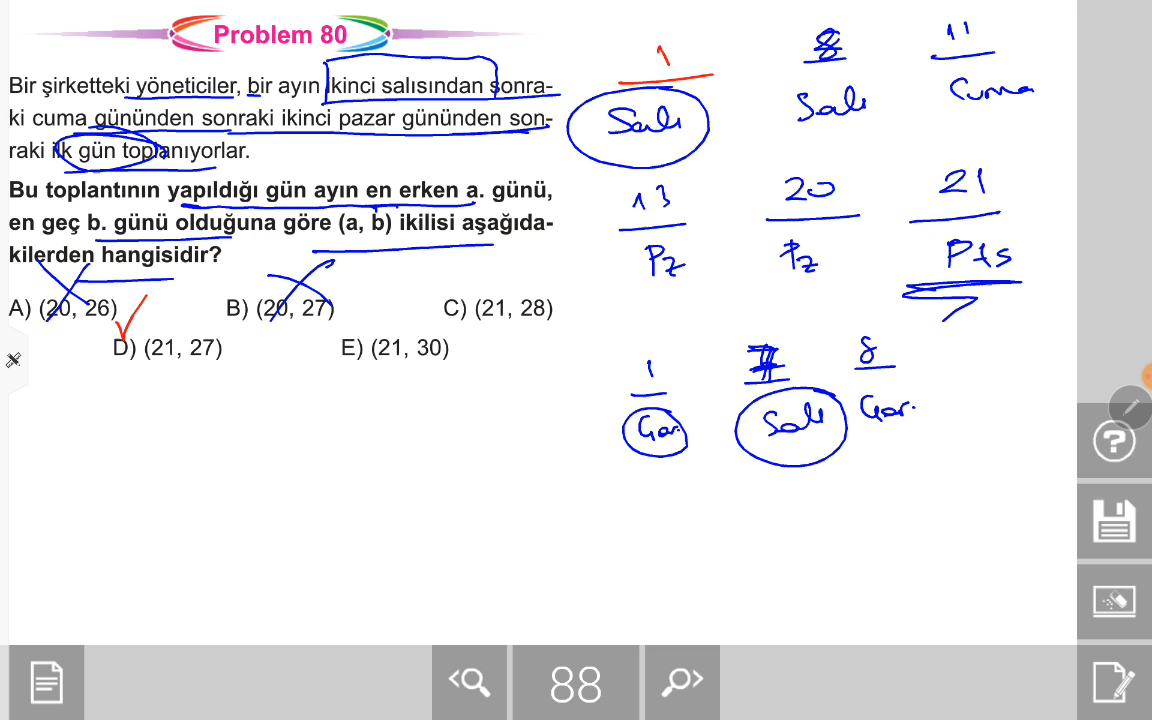 Problem 80
Bir şirketteki yöneticiler, bir ayın ikinci salısından sonra-
ki cuma gününden sonraki ikinci pazar gününden son-
raki ilk gün toplanıyorlar.
Bu toplantının yapıldığı gün ayın en erken a. günü,
en geç b. günü olduğuna göre (a, b) ikilisi aşağıda-
kilerden hangisidir?
A) (20, 26) B) (20, 27) C) (21, 28)
D) (21, 27) E) (21, 30)
1 8 11
Salı Salı Cuma
13 20 21
Pz Pz Pts
1 7 8
Çar. Salı Çar.
?
88